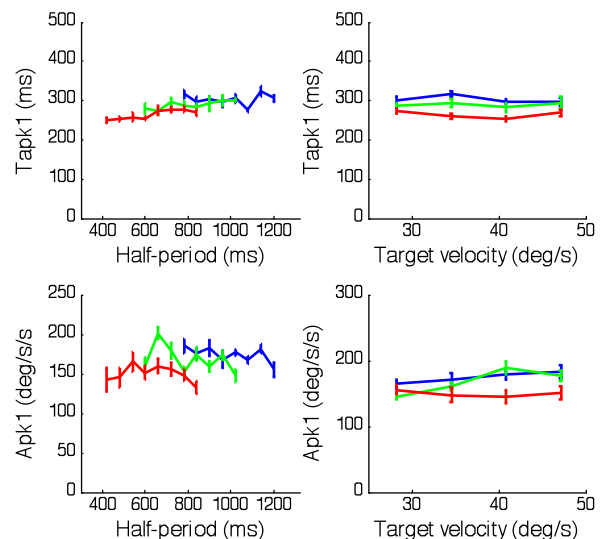 500
400
300
200
100
0
Tapk1 (ms)
400 600 800 1000 1200
Half-period (ms)
500
400
300
200
100
0
Tapk1 (ms)
30 40 50
Target velocity (deg/s)
250
200
150
100
50
0
Apk1 (deg/s/s)
400 600 800 1000 1200
Half-period (ms)
300
200
100
0
Apk1 (deg/s/s)
30 40 50
Target velocity (deg/s)